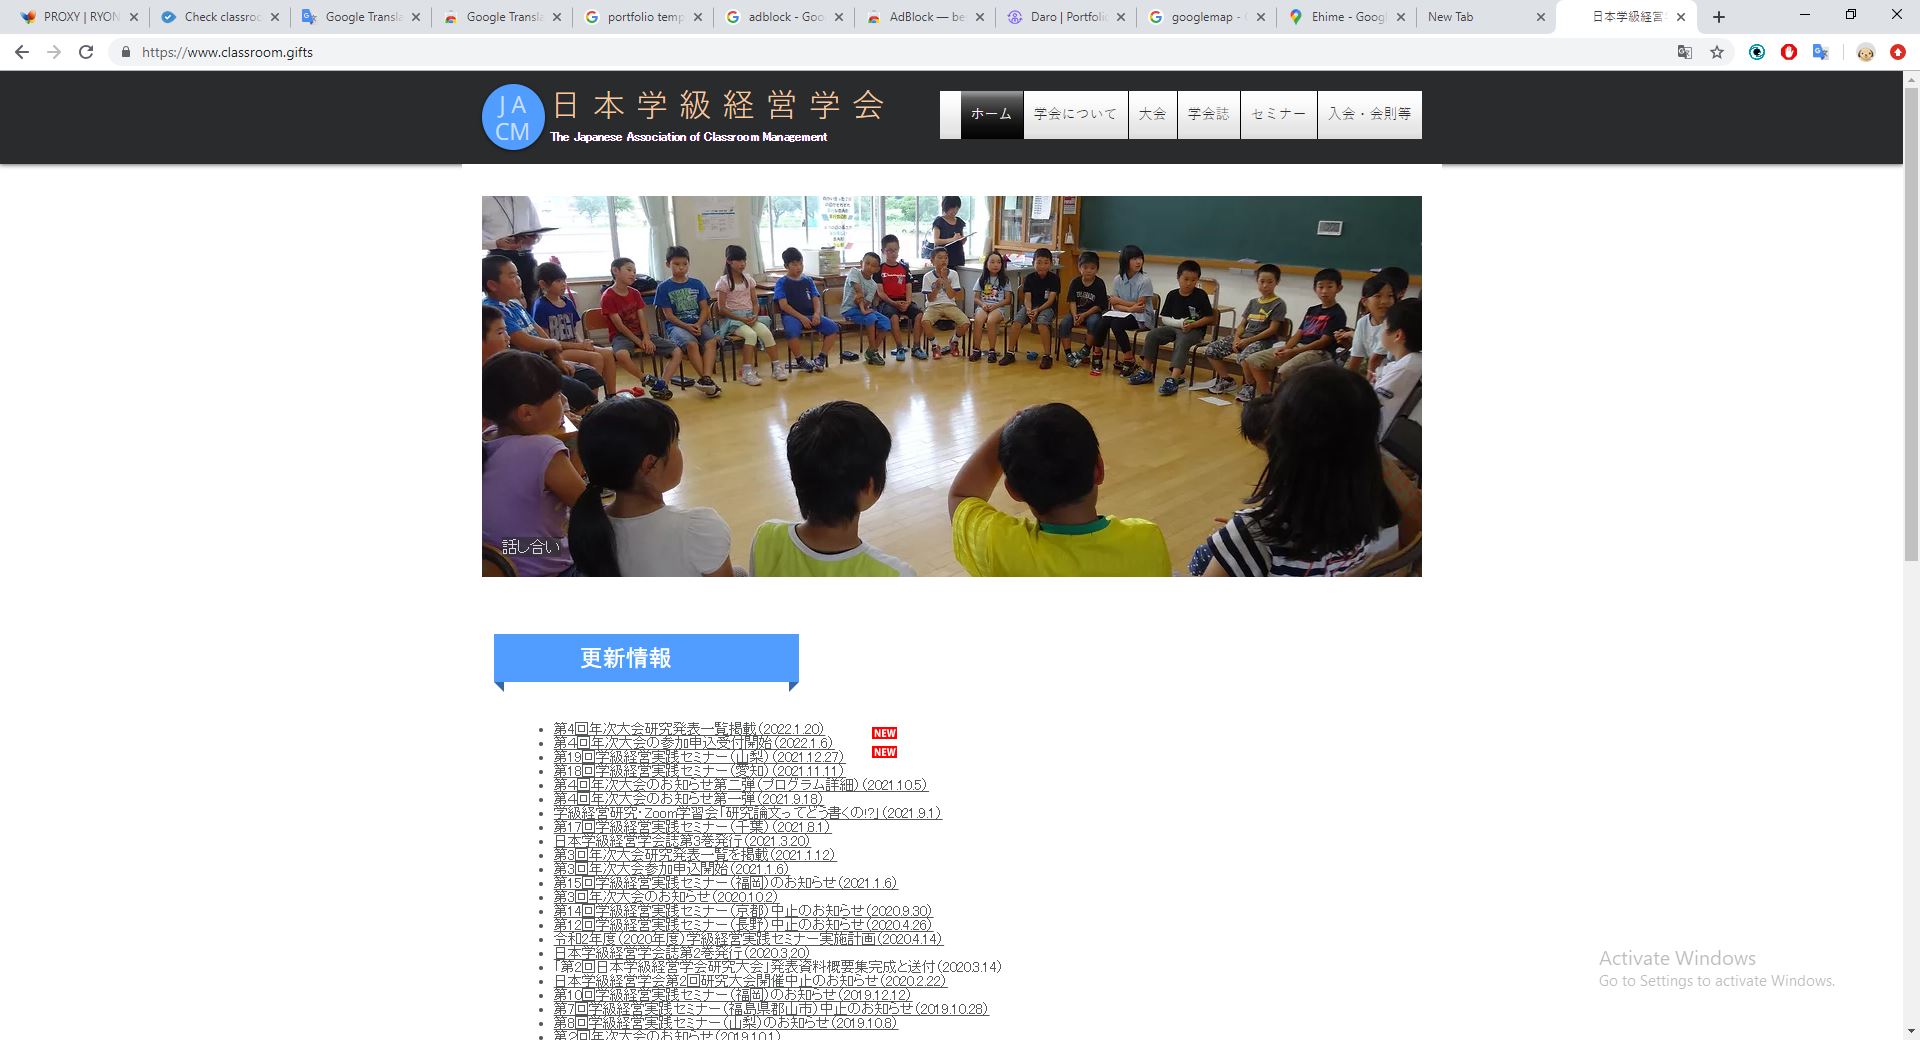 PROXY | RYON
Check classroo
Google Transla
Google Transla
portfolio temp
adblock - Goo
AdBlock — be
Daro | Portfolio
googlemap - G
Ehime - Googl
New Tab
日本学級経営
https://www.classroom.gifts
JA
CM
日本学級経営学会
The Japanese Association of Classroom Management
ホーム
学会について
大会
学会誌
セミナー
入会・会則等
話し合い
更新情報
第4回年次大会研究発表一覧掲載(2022.1.20)
NEW
第4回年次大会の参加申込受付開始(2022.1.6)
NEW
第19回学級経営実践セミナー(山梨)(2021.12.27)
第18回学級経営実践セミナー(愛知)(2021.11.11)
第4回年次大会のお知らせ第二弾(プログラム詳細)(2021.10.5)
第4回年次大会のお知らせ第一弾(2021.9.18)
学級経営研究・Zoom学習会「研究論文ってどう書くの!?」(2021.9.1)
第17回学級経営実践セミナー(千葉)(2021.8.1)
日本学級経営学会誌第3巻発行(2021.3.20)
第3回年次大会研究発表一覧を掲載(2021.1.12)
第3回年次大会参加申込開始(2021.1.6)
第15回学級経営実践セミナー(福岡)のお知らせ(2021.1.6)
第3回年次大会のお知らせ(2020.10.2)
第14回学級経営実践セミナー(京都)中止のお知らせ(2020.9.30)
第12回学級経営実践セミナー(長野)中止のお知らせ(2020.4.26)
令和2年度(2020年度)学級経営実践セミナー実施計画(2020.4.14)
日本学級経営学会誌第2巻発行(2020.3.20)
「第2回日本学級経営学会研究大会」発表資料概要集完成と送付(2020.3.14)
日本学級経営学会第2回研究大会開催中止のお知らせ(2020.2.22)
第10回学級経営実践セミナー(福岡)のお知らせ(2019.12.12)
第7回学級経営実践セミナー(福島県郡山市)中止のお知らせ(2019.10.28)
第8回学級経営実践セミナー(山梨)のお知らせ(2019.10.8)
第2回年次大会のお知らせ(2019.10.1)
Activate Windows
Go to Settings to activate Windows.